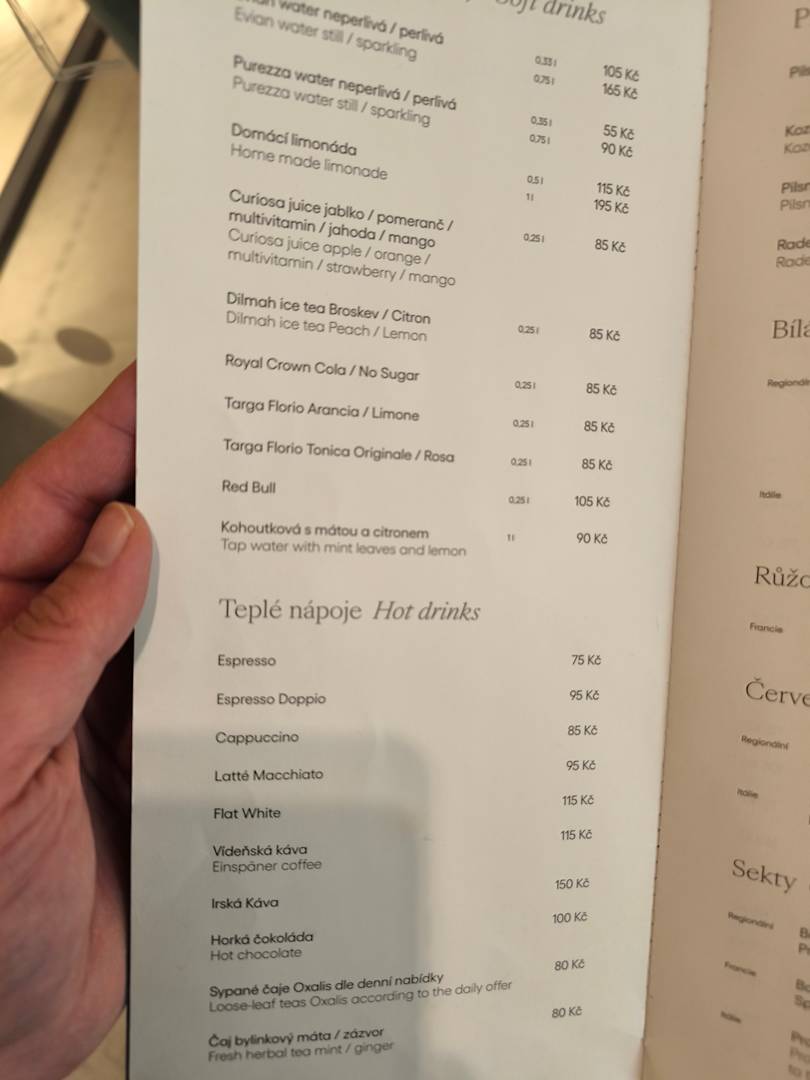 Soft drinks
water neperlivá / perlivá
Evian water still / sparkling
0,33 l 105 Kč
0,75 l 165 Kč
Purezza water neperlivá / perlivá
Purezza water still / sparkling
0,35 l 55 Kč
0,75 l 90 Kč
Domácí limonáda
Home made limonade
0,5 l 115 Kč
1 l 195 Kč
Curiosa juice jablko / pomeranč /
multivitamin / jahoda / mango
Curiosa juice apple / orange /
multivitamin / strawberry / mango
0,25 l 85 Kč
Dilmah ice tea Broskev / Citron
Dilmah ice tea Peach / Lemon
0,25 l 85 Kč
Royal Crown Cola / No Sugar
0,25 l 85 Kč
Targa Florio Arancia / Limone
0,25 l 85 Kč
Targa Florio Tonica Originale / Rosa
0,25 l 85 Kč
Red Bull
0,25 l 105 Kč
Kohoutková s mátou a citronem
Tap water with mint leaves and lemon
1 l 90 Kč
Teplé nápoje Hot drinks
Espresso 75 Kč
Espresso Doppio 95 Kč
Cappuccino 85 Kč
Latté Macchiato 95 Kč
Flat White 115 Kč
Vídeňská káva 115 Kč
Einspäner coffee
Irská Káva 150 Kč
Horká čokoláda 100 Kč
Hot chocolate
Sypané čaje Oxalis dle denní nabídky 80 Kč
Loose-leaf teas Oxalis according to the daily offer
Čaj bylinkový máta / zázvor 80 Kč
Fresh herbal tea mint / ginger
Regionální
Itálie
Francie
Regionální
Itálie
Sekty
Regionální
Francie
Itálie